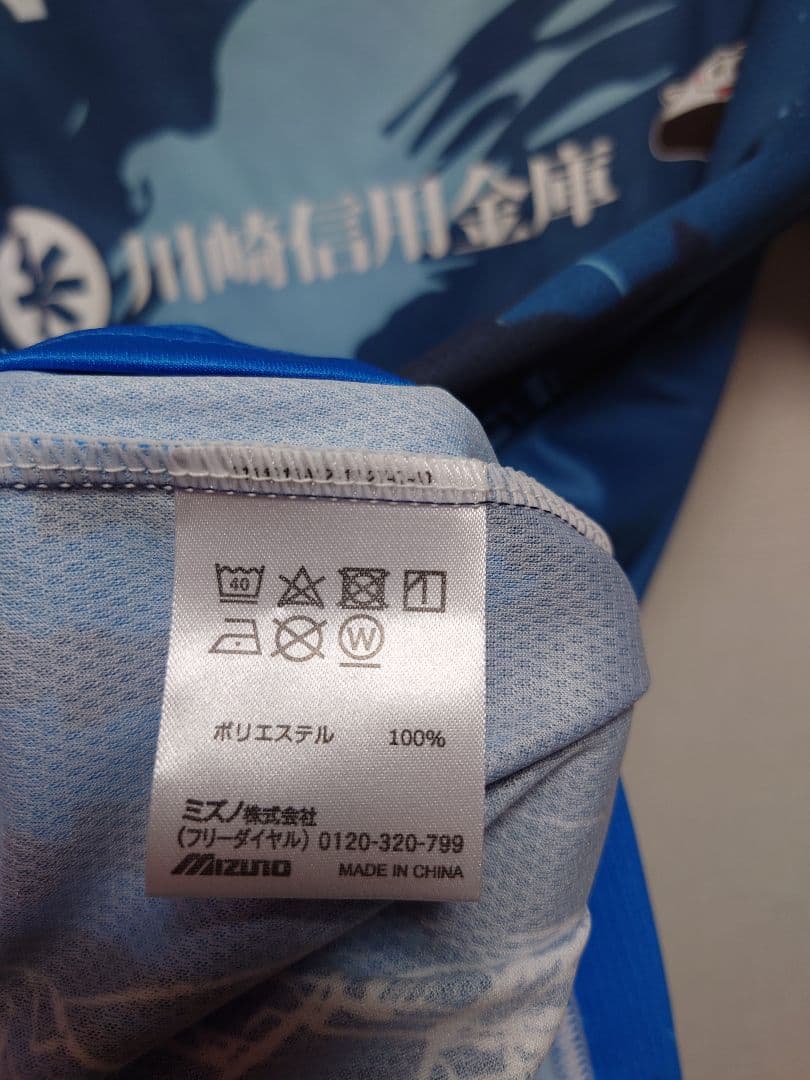 川崎信用金庫
40
W
ポリエステル 100%
ミズノ株式会社
(フリーダイヤル) 0120-320-799
MIZUNO MADE IN CHINA